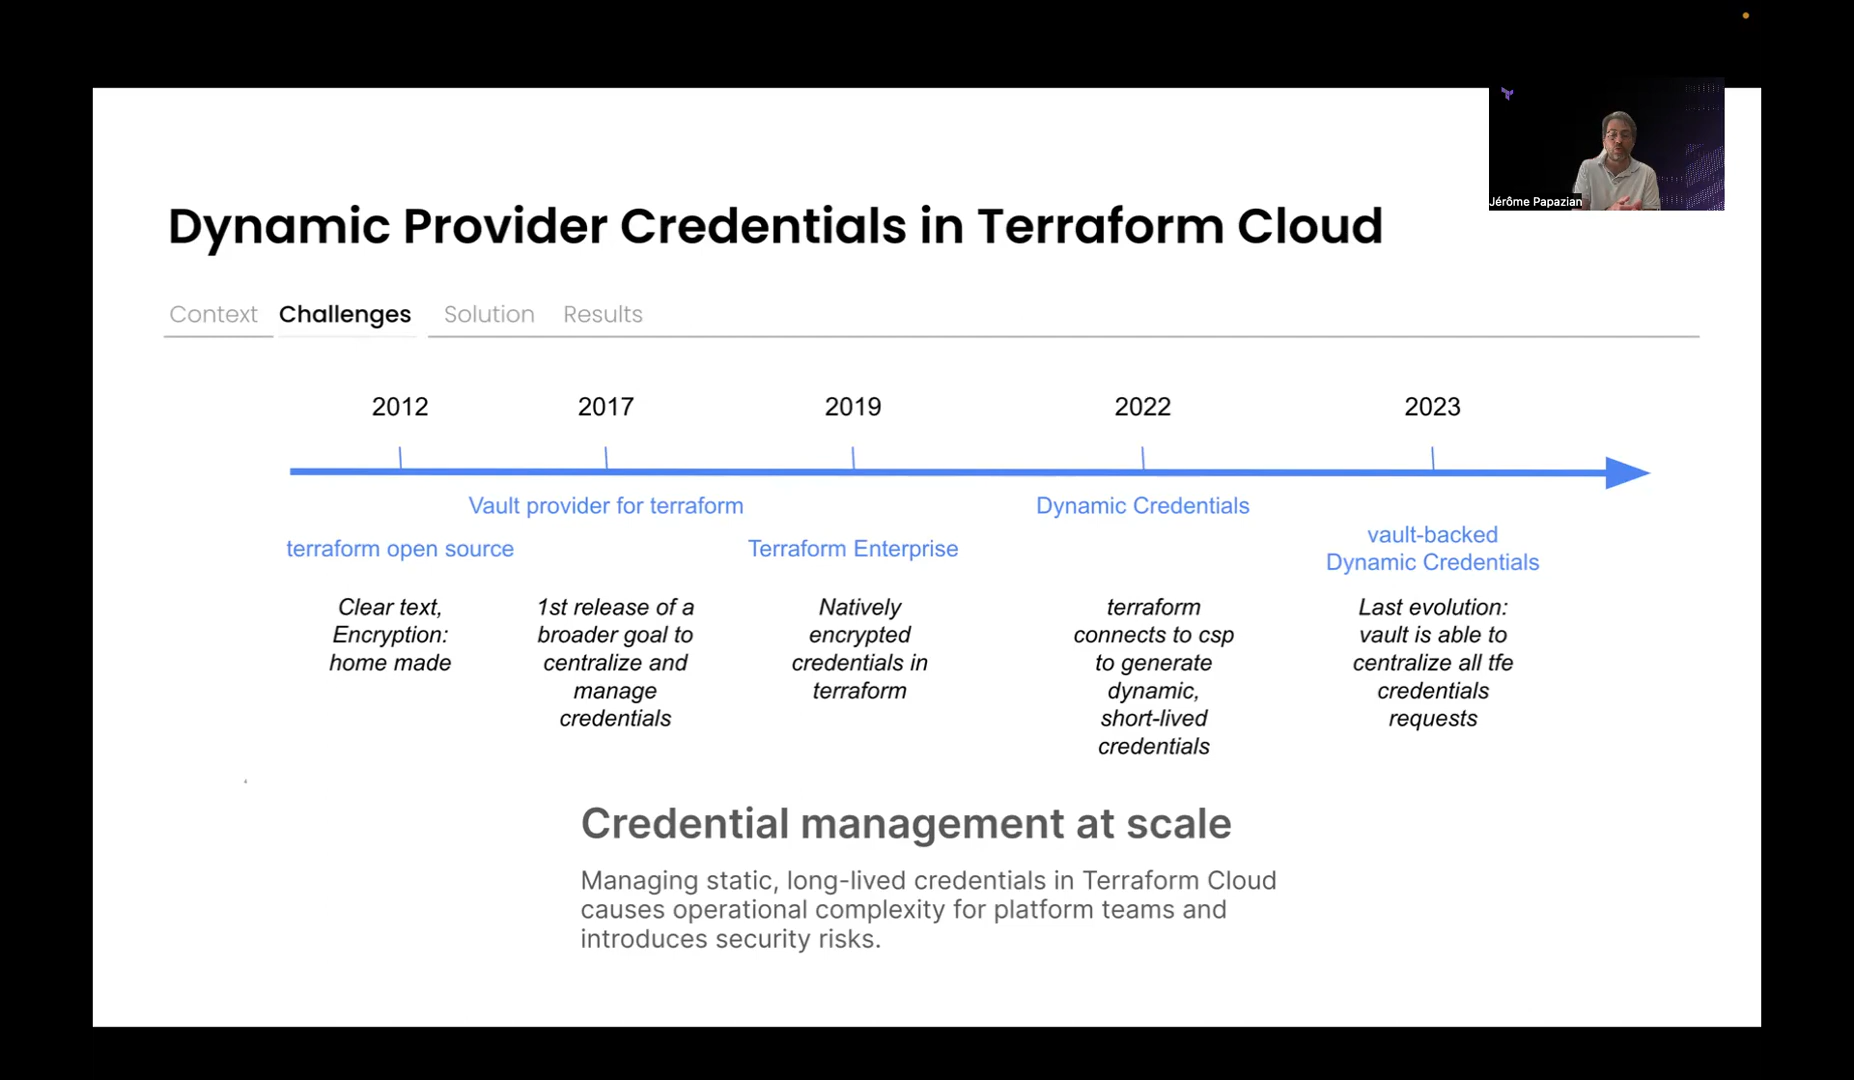 Jérôme Papazian
Dynamic Provider Credentials in Terraform Cloud
Context Challenges Solution Results
2012 2017 2019 2022 2023
Vault provider for terraform
Dynamic Credentials
terraform open source
Terraform Enterprise
vault-backed
Dynamic Credentials
Clear text,
Encryption:
home made
1st release of a
broader goal to
centralize and
manage
credentials
Natively
encrypted
credentials in
terraform
terraform
connects to csp
to generate
dynamic,
short-lived
credentials
Last evolution:
vault is able to
centralize all tfe
credentials
requests
Credential management at scale
Managing static, long-lived credentials in Terraform Cloud
causes operational complexity for platform teams and
introduces security risks.